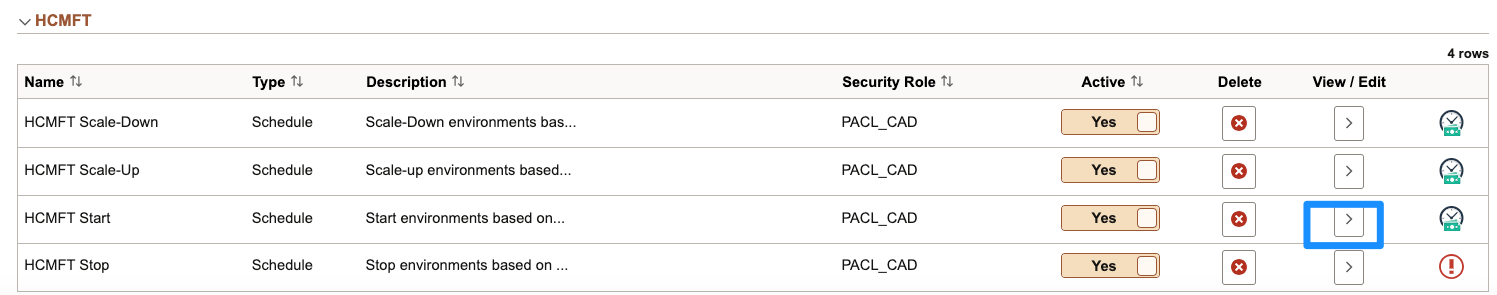 HCMFT
4 rows
Name Type Description Security Role Active Delete View / Edit
HCMFT Scale-Down Schedule Scale-Down environments bas... PACL_CAD Yes
HCMFT Scale-Up Schedule Scale-up environments based... PACL_CAD Yes
HCMFT Start Schedule Start environments based on... PACL_CAD Yes
HCMFT Stop Schedule Stop environments based on ... PACL_CAD Yes